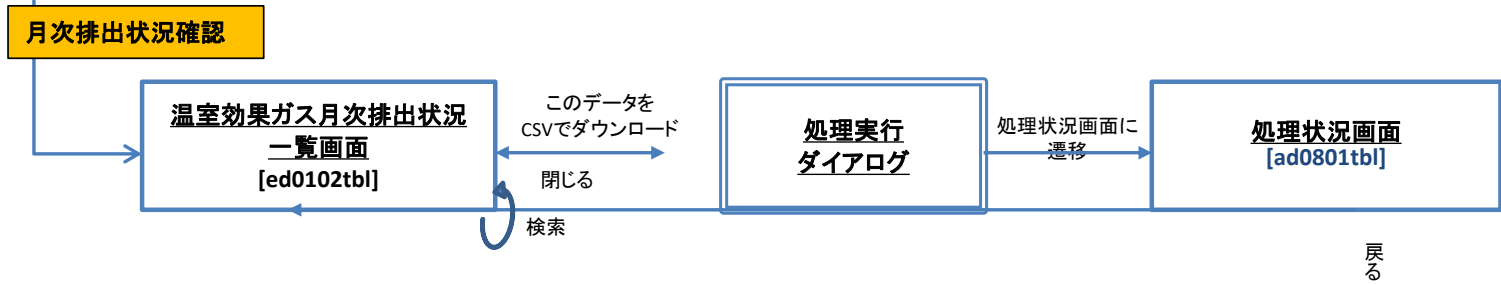 月次排出状況確認
温室効果ガス月次排出状況
一覧画面
[ed0102tbl]
このデータを
CSVでダウンロード
閉じる
検索
処理実行
ダイアログ
処理状況画面に
遷移
処理状況画面
[ad0801tbl]
戻る